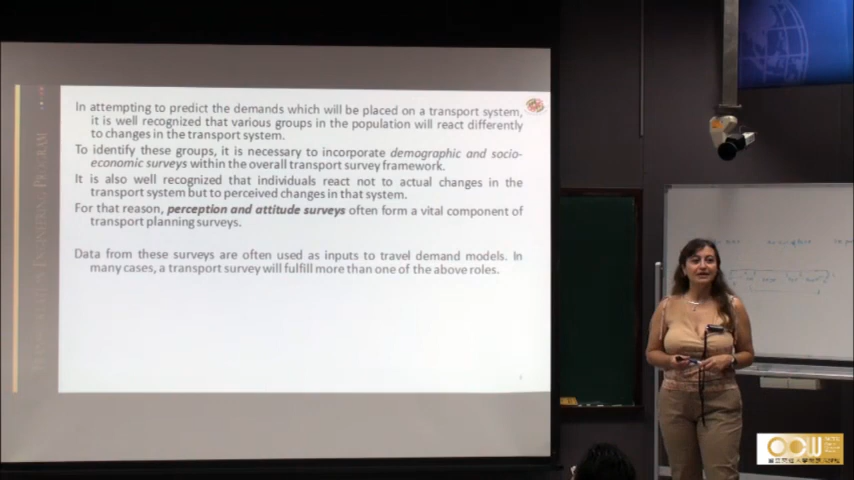 In attempting to predict the demands which will be placed on a transport system,
it is well recognized that various groups in the population will react differently
to changes in the transport system.
To identify these groups, it is necessary to incorporate demographic and socio-
economic surveys within the overall transport survey framework.
It is also well recognized that individuals react not to actual changes in the
transport system but to perceived changes in that system.
For that reason, perception and attitude surveys often form a vital component of
transport planning surveys.
Data from these surveys are often used as inputs to travel demand models. In
many cases, a transport survey will fulfill more than one of the above roles.
ENGINEERING PROGRAM
OCW